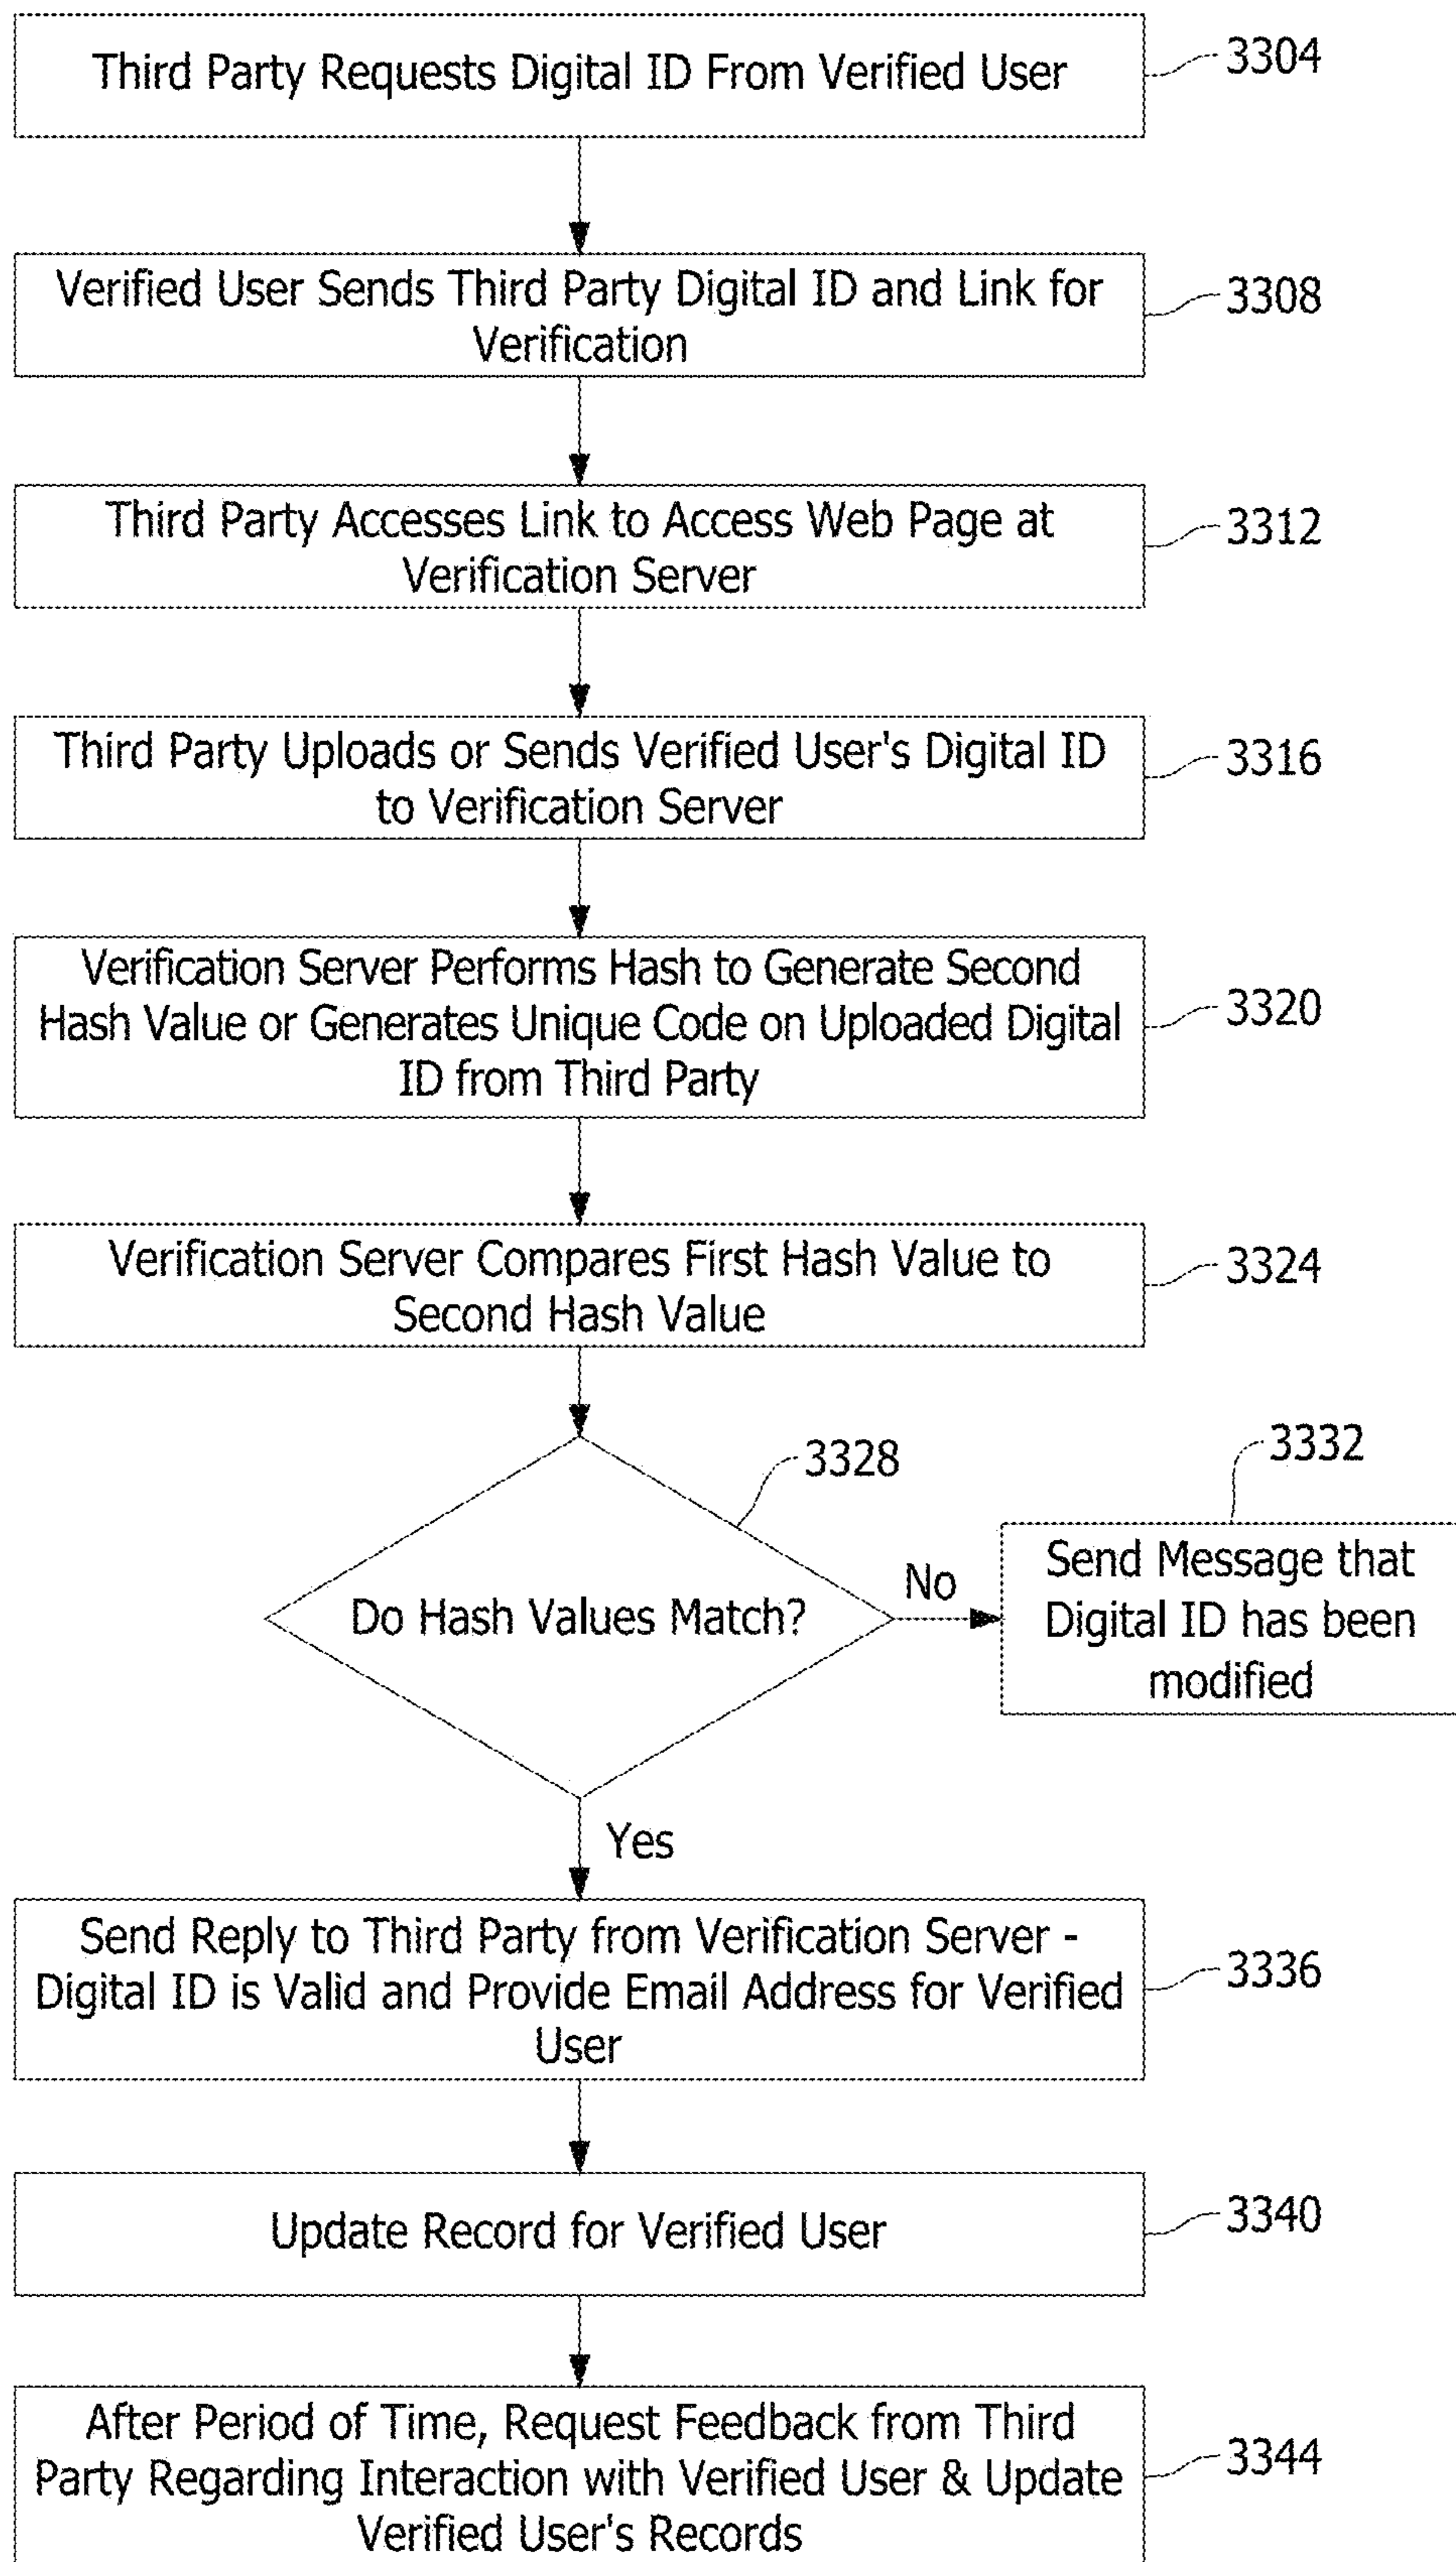 Third Party Requests Digital ID From Verified User
3304
Verified User Sends Third Party Digital ID and Link for
Verification
3308
Third Party Accesses Link to Access Web Page at
Verification Server
3312
Third Party Uploads or Sends Verified User's Digital ID
to Verification Server
3316
Verification Server Performs Hash to Generate Second
Hash Value or Generates Unique Code on Uploaded Digital
ID from Third Party
3320
Verification Server Compares First Hash Value to
Second Hash Value
3324
Do Hash Values Match?
3328
No
3332
Send Message that
Digital ID has been
modified
Yes
Send Reply to Third Party from Verification Server -
Digital ID is Valid and Provide Email Address for Verified
User
3336
Update Record for Verified User
3340
After Period of Time, Request Feedback from Third
Party Regarding Interaction with Verified User & Update
Verified User's Records
3344